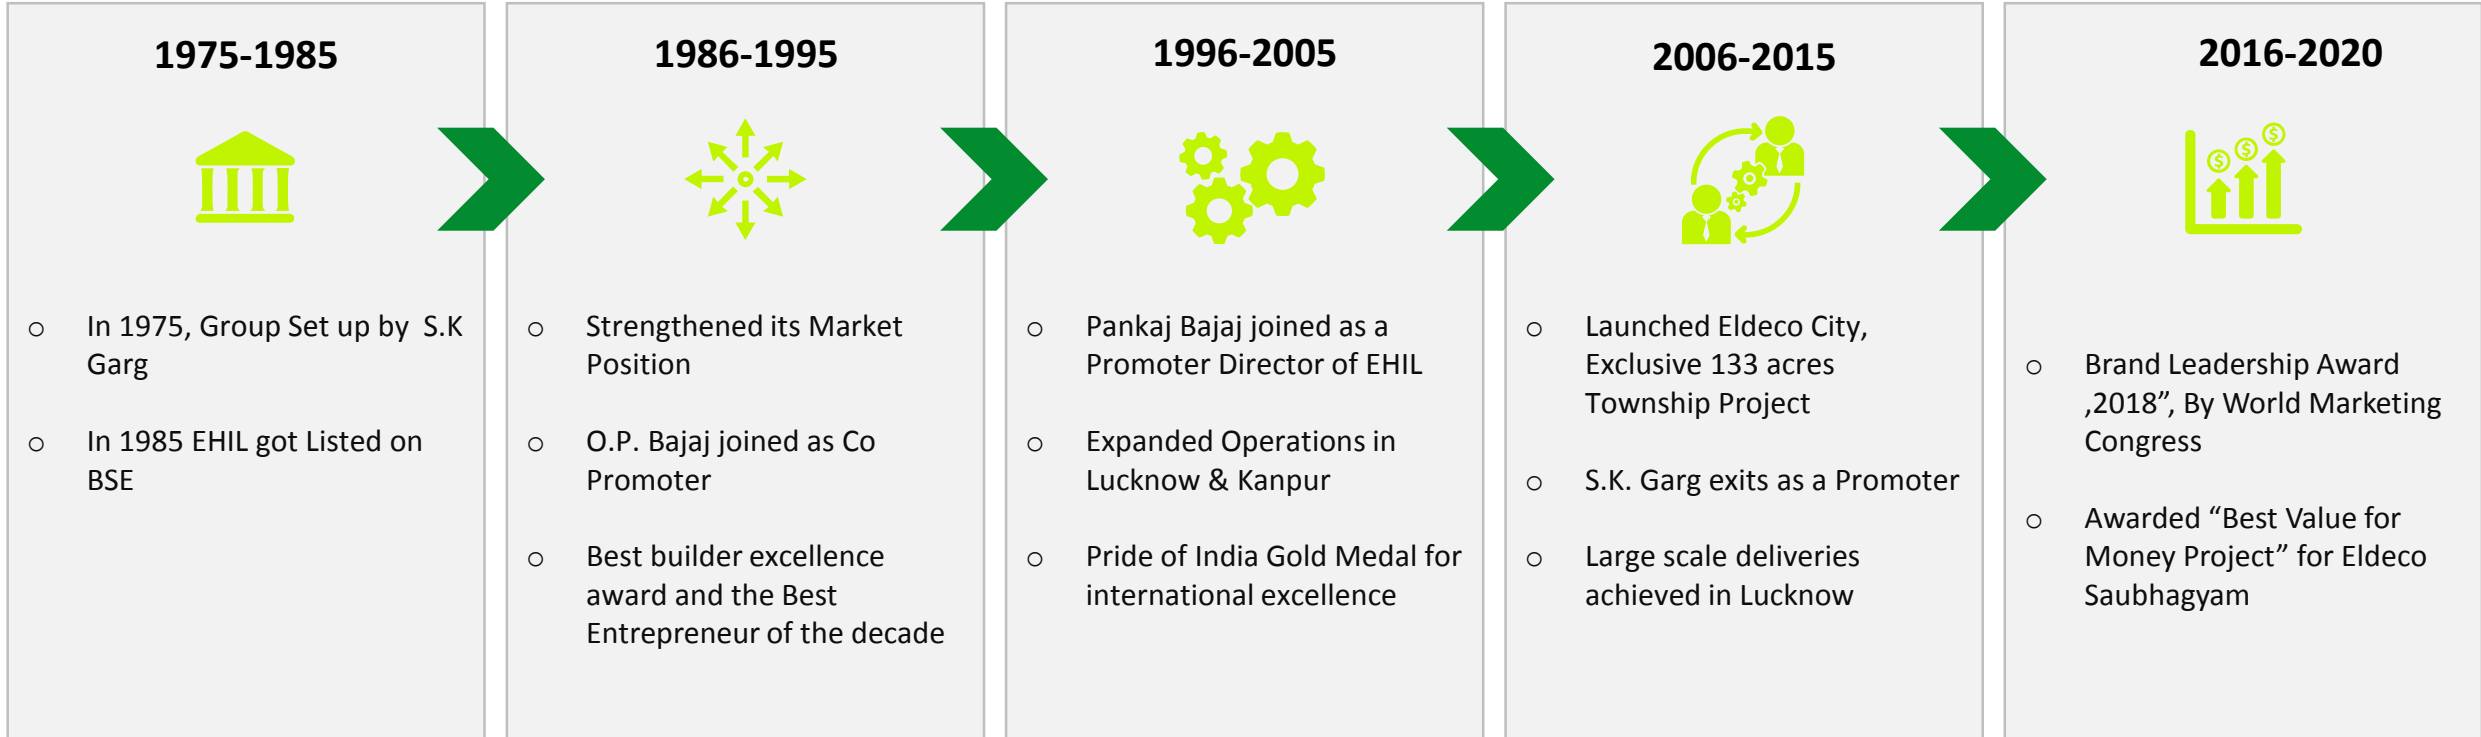 1975-1985
o In 1975, Group Set up by S.K
Garg
o In 1985 EHIL got Listed on
BSE
1986-1995
o Strengthened its Market
Position
o O.P. Bajaj joined as Co
Promoter
o Best builder excellence
award and the Best
Entrepreneur of the decade
1996-2005
o Pankaj Bajaj joined as a
Promoter Director of EHIL
o Expanded Operations in
Lucknow & Kanpur
o Pride of India Gold Medal for
international excellence
2006-2015
o Launched Eldeco City,
Exclusive 133 acres
Township Project
o S.K. Garg exits as a Promoter
o Large scale deliveries
achieved in Lucknow
2016-2020
$ $ $
o Brand Leadership Award
,2018”, By World Marketing
Congress
o Awarded “Best Value for
Money Project” for Eldeco
Saubhagyam